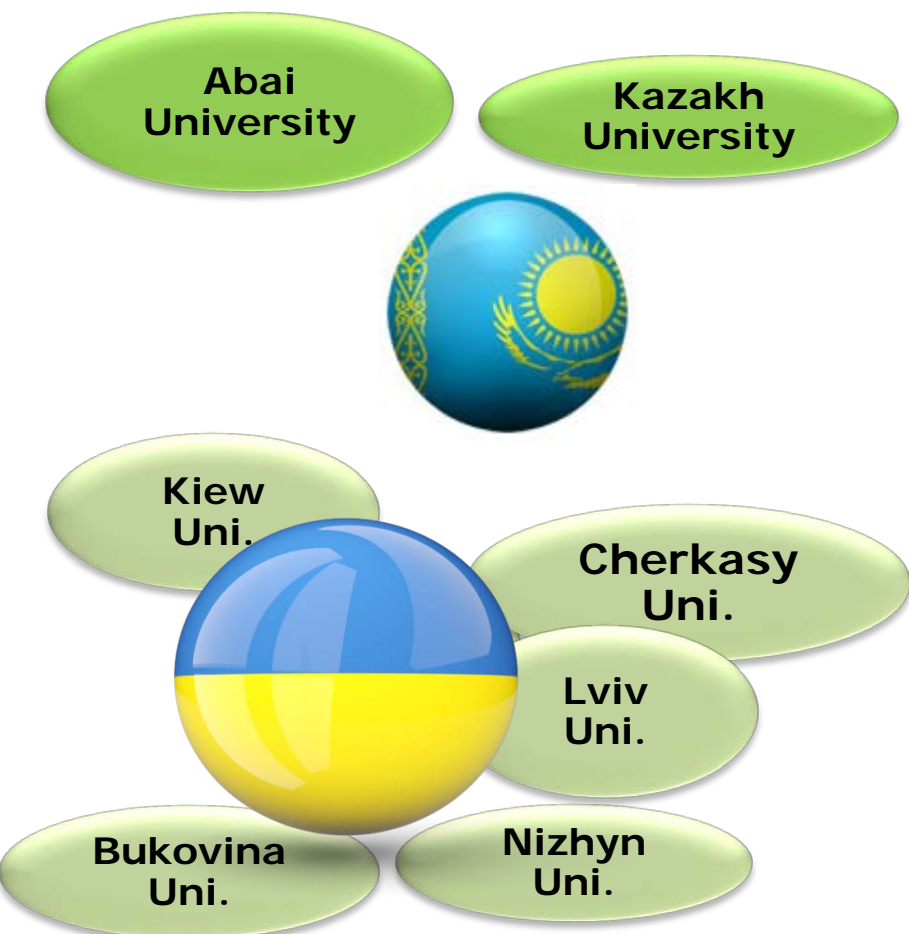 Abai
University
Kazakh
University
Kiew
Uni.
Cherkasy
Uni.
Lviv
Uni.
Bukovina
Uni.
Nizhyn
Uni.